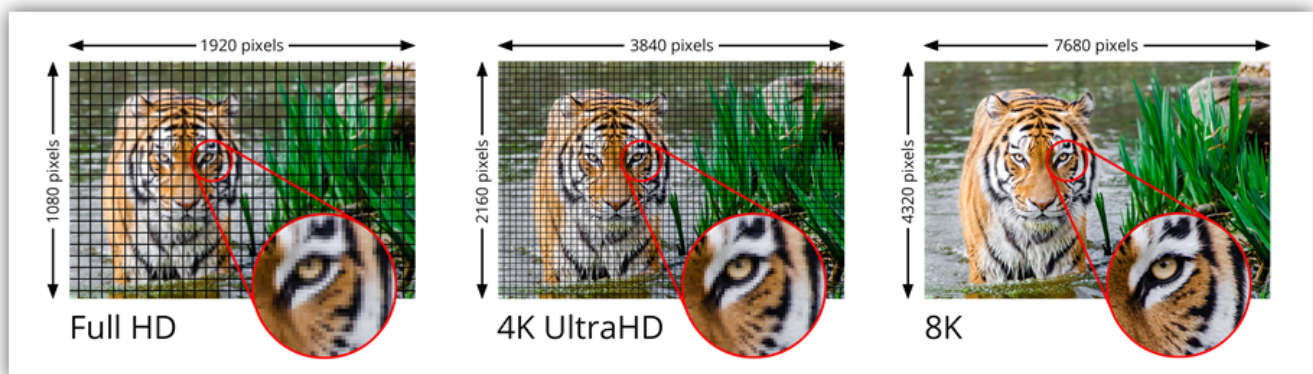 1920 pixels
1080 pixels
Full HD
3840 pixels
2160 pixels
4K UltraHD
7680 pixels
4320 pixels
8K